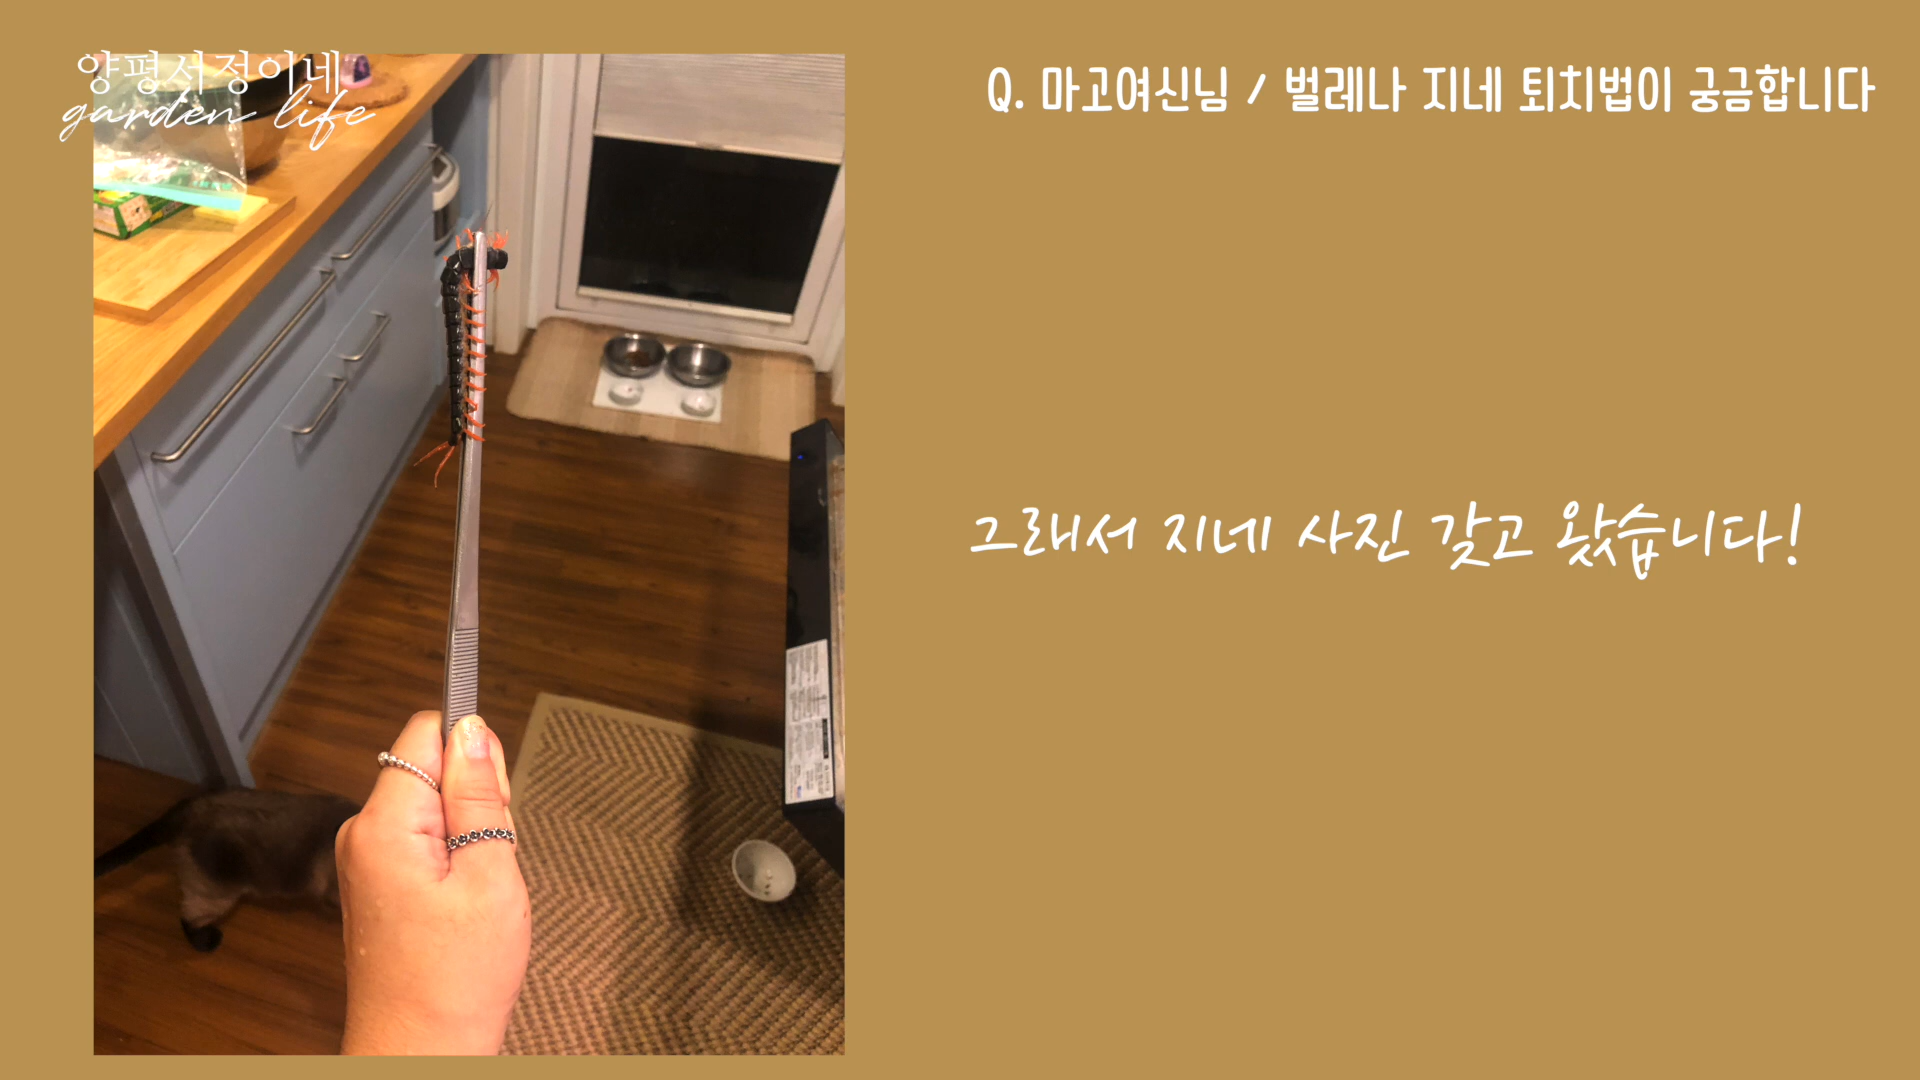 양평서정이네
garden life
Q. 마고여신님 / 벌레나 지네 퇴치법이 궁금합니다
그래서 지네 사진 갖고 왔습니다!